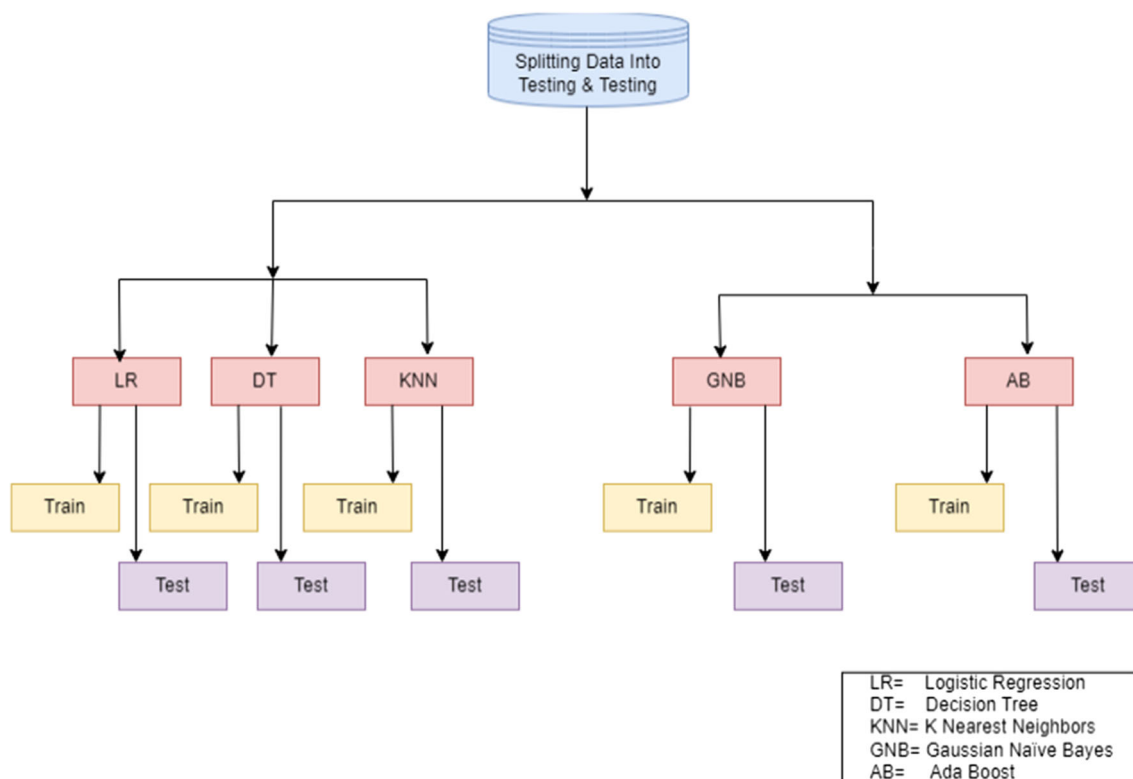 Splitting Data Into
Testing & Testing
LR
DT
KNN
GNB
AB
Train
Train
Train
Train
Train
Test
Test
Test
Test
Test
LR= Logistic Regression
DT= Decision Tree
KNN= K Nearest Neighbors
GNB= Gaussian Naïve Bayes
AB= Ada Boost